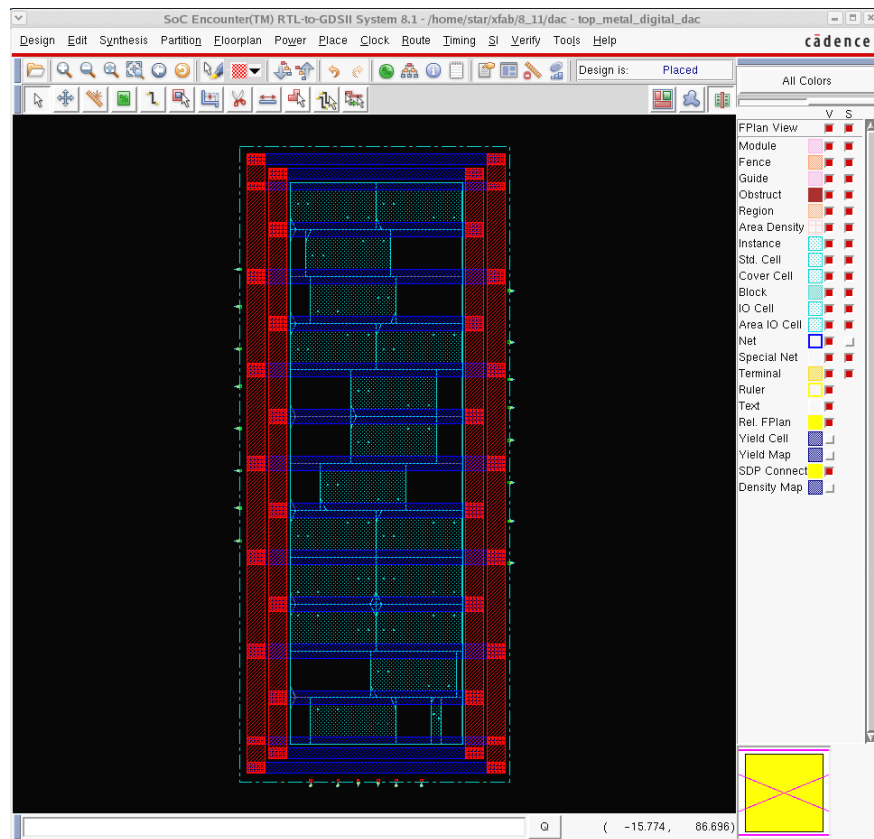 SoC Encounter(TM) RTL-to-GDSII System 8.1 - /home/star/xfab/8_11/dac - top_metal_digital_dac
Design Edit Synthesis Partition Floorplan Power Place Clock Route Timing SI Verify Tools Help cādence
Design is: Placed
All Colors
V S
FPlan View
Module
Fence
Guide
Obstruct
Region
Area Density
Instance
Std. Cell
Cover Cell
Block
IO Cell
Area IO Cell
Net
Special Net
Terminal
Ruler
Text
Rel. FPlan
Yield Cell
Yield Map
SDP Connect
Density Map
Q ( -15.774, 86.696)